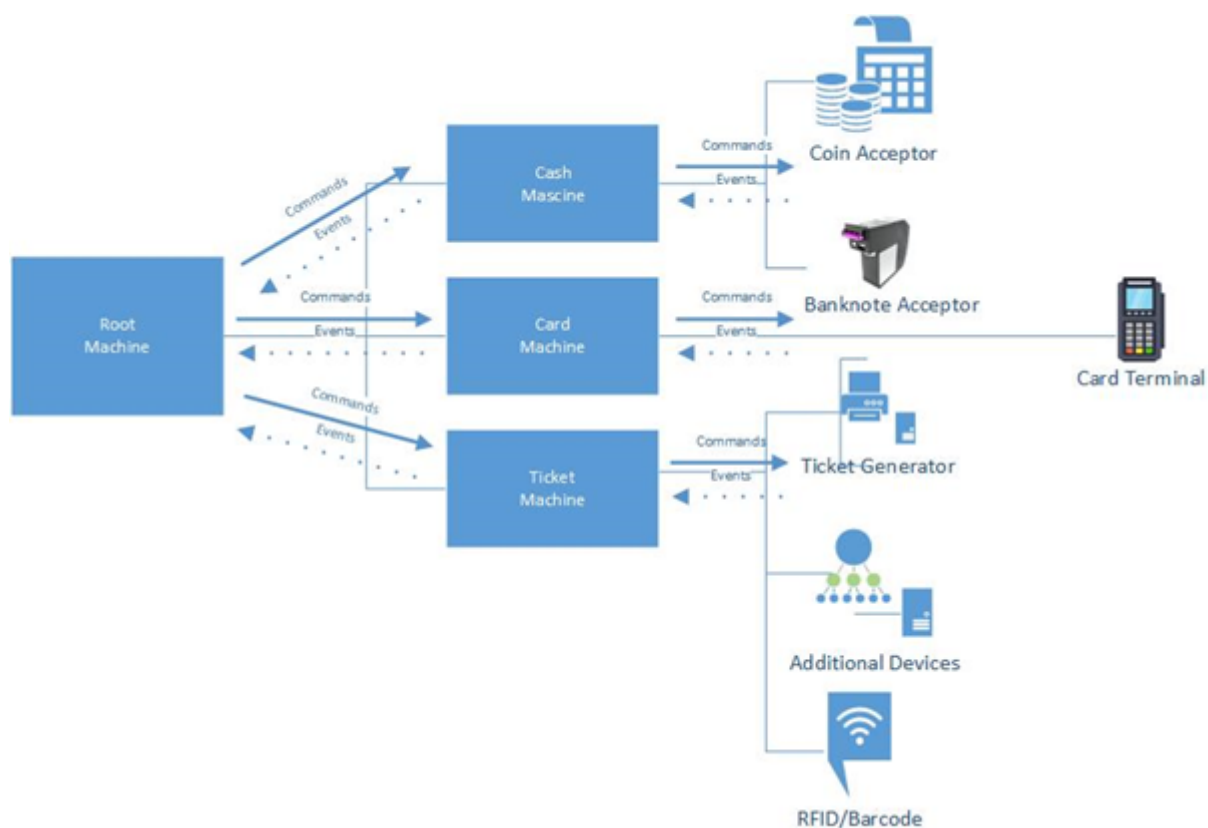 Coin Acceptor
Commands
Events
Cash
Mascine
Commands
Events
Banknote Acceptor
Root
Machine
Commands
Events
Card
Machine
Commands
Events
Card Terminal
Commands
Events
Ticket
Machine
Commands
Events
Ticket Generator
Additional Devices
RFID/Barcode